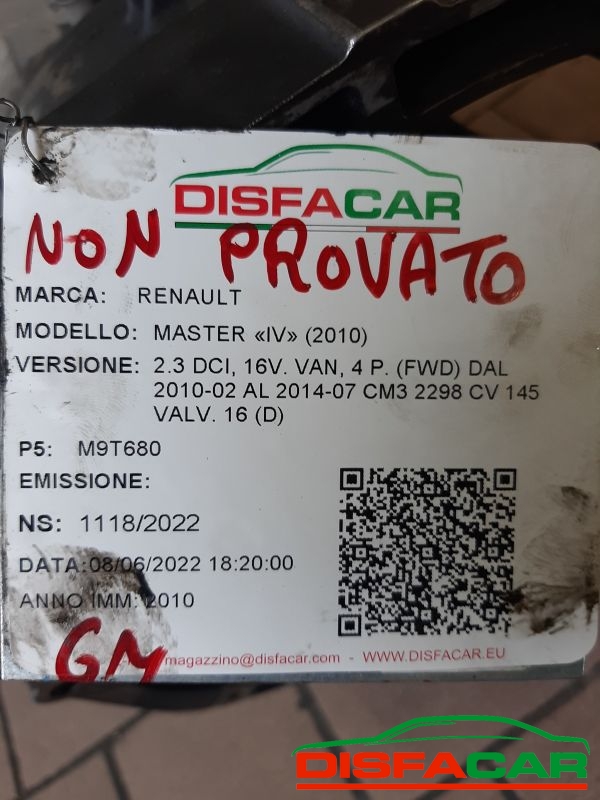 DISFACAR
NON PROVATO
MARCA: RENAULT
MODELLO: MASTER «IV» (2010)
VERSIONE: 2.3 DCI, 16V. VAN, 4 P. (FWD) DAL
2010-02 AL 2014-07 CM3 2298 CV 145
VALV. 16 (D)
P5: M9T680
EMISSIONE:
NS: 1118/2022
DATA:08/06/2022 18:20:00
ANNO IMM: 2010
GM
magazzino@disfacar.com - WWW.DISFACAR.EU
DISFACAR